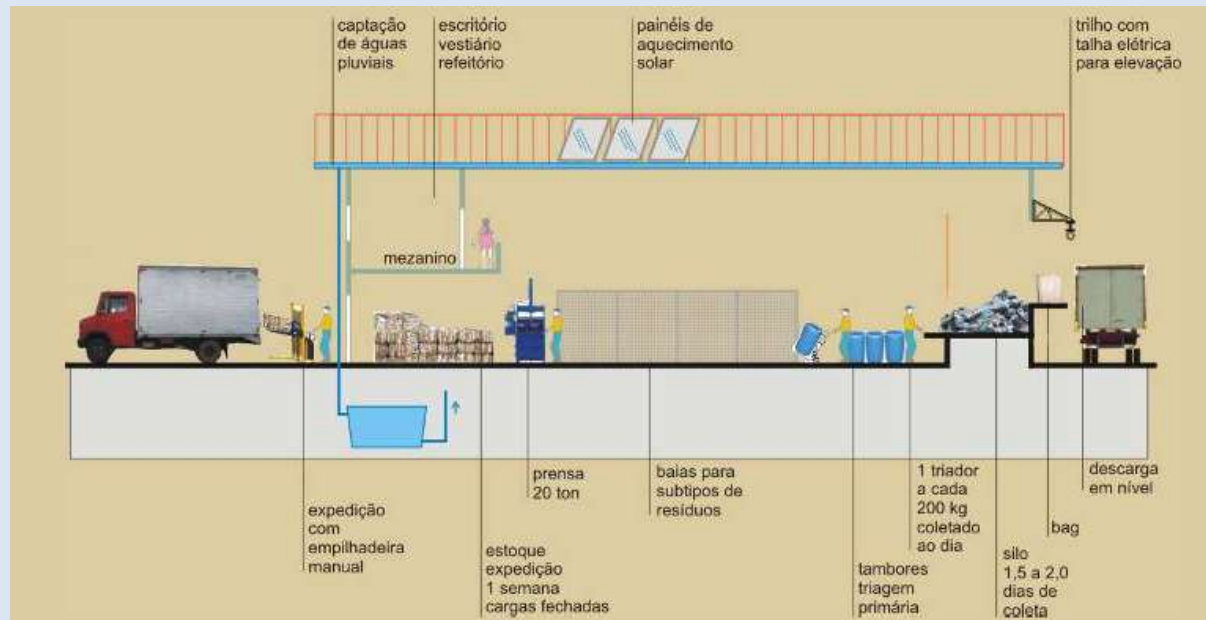 captação
de águas
pluviais
escritório
vestiário
refeitório
painéis de
aquecimento
solar
trilho com
talha elétrica
para elevação
mezanino
expedição
com
empilhadeira
manual
estoque
expedição
1 semana
cargas fechadas
prensa
20 ton
baias para
subtipos de
resíduos
tambores
triagem
primária
1 triador
a cada
200 kg
coletado
ao dia
silo
1,5 a 2,0
dias de
coleta
bag
descarga
em nível